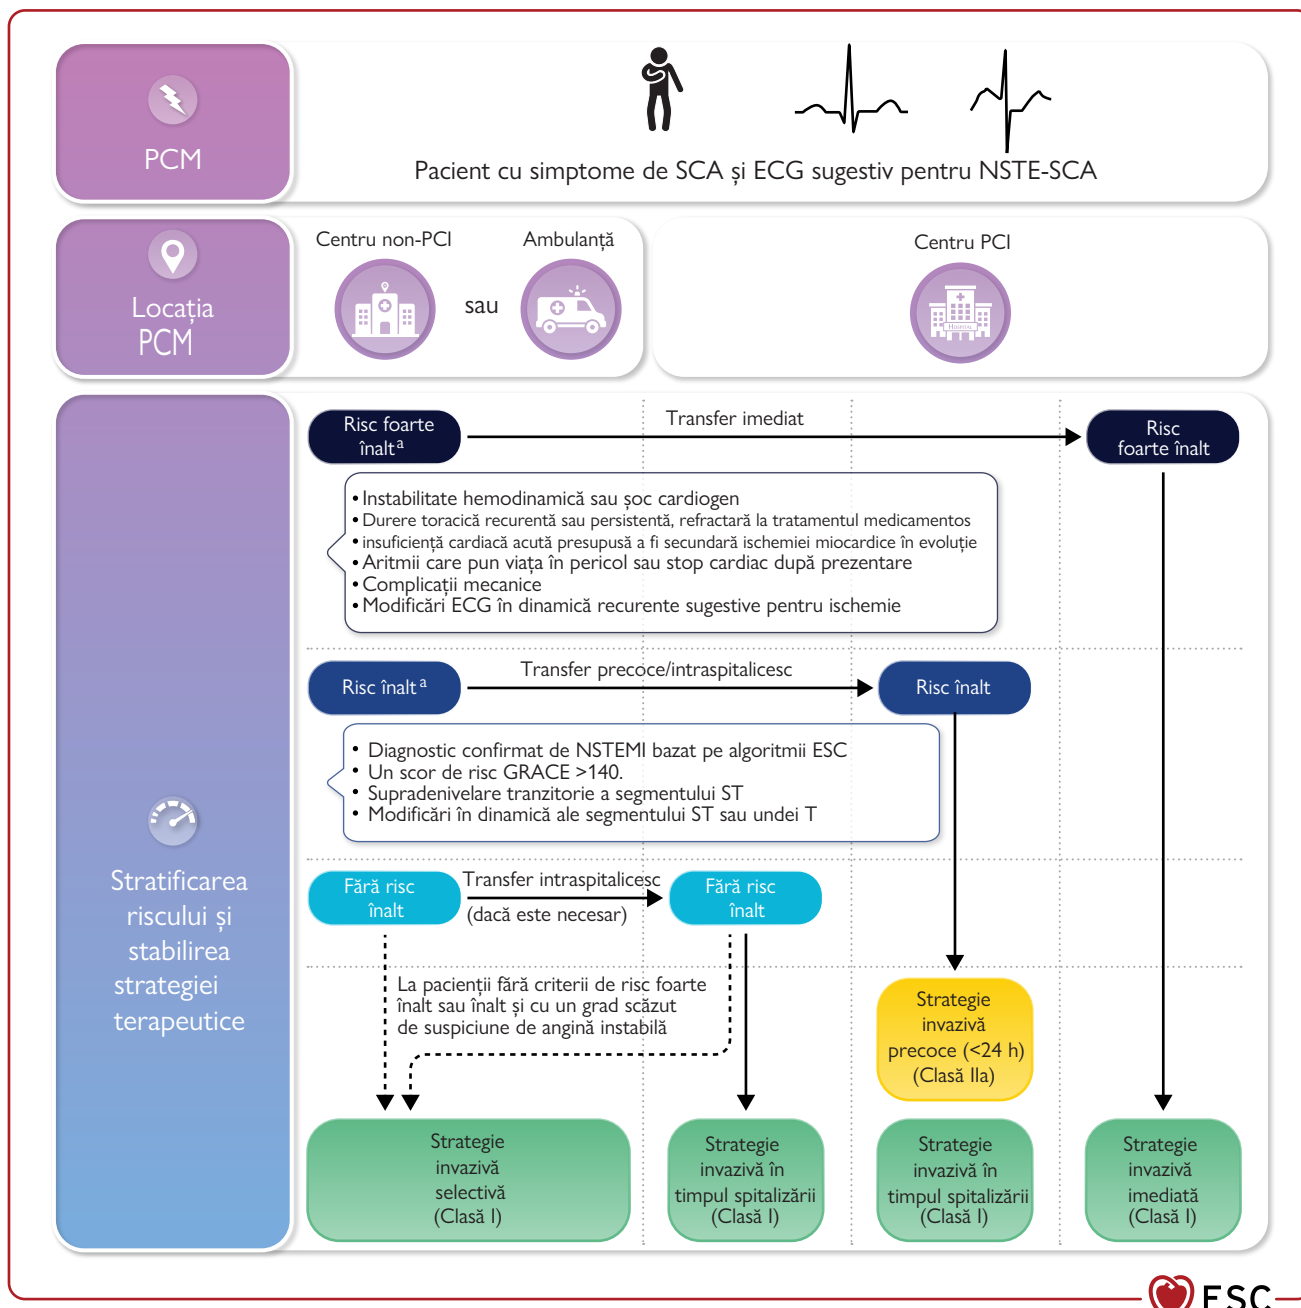 PCM
Pacient cu simptome de SCA și ECG sugestiv pentru NSTE-SCA
Locația
PCM
Centru non-PCI
sau
Ambulanță
Centru PCI
HOSPITAL
Stratificarea
riscului și
stabilirea
strategiei
terapeutice
Risc foarte
înalt a
Transfer imediat
Risc
foarte înalt
• Instabilitate hemodinamică sau șoc cardiogen
• Durere toracică recurentă sau persistentă, refractară la tratamentul medicamentos
• insuficiență cardiacă acută presupusă a fi secundară ischemiei miocardice în evoluție
• Aritmii care pun viața în pericol sau stop cardiac după prezentare
• Complicații mecanice
• Modificări ECG în dinamică recurente sugestive pentru ischemie
Risc înalt a
Transfer precoce/intraspitalicesc
Risc înalt
• Diagnostic confirmat de NSTEMI bazat pe algoritmii ESC
• Un scor de risc GRACE >140.
• Supradenivelare tranzitorie a segmentului ST
• Modificări în dinamică ale segmentului ST sau undei T
Fără risc
înalt
Transfer intraspitalicesc
(dacă este necesar)
Fără risc
înalt
La pacienții fără criterii de risc foarte
înalt sau înalt și cu un grad scăzut
de suspiciune de angină instabilă
Strategie
invazivă
precoce (<24 h)
(Clasă IIa)
Strategie
invazivă
selectivă
(Clasă I)
Strategie
invazivă în
timpul spitalizării
(Clasă I)
Strategie
invazivă în
timpul spitalizării
(Clasă I)
Strategie
invazivă
imediată
(Clasă I)
ESC